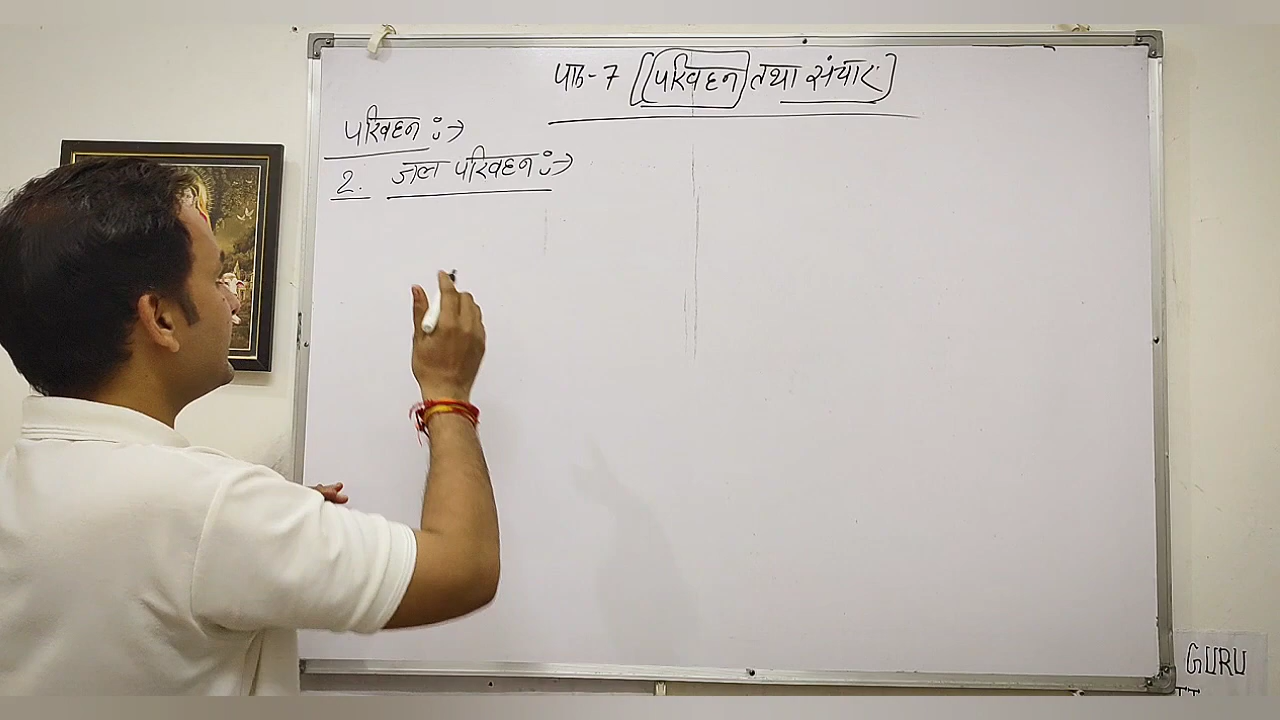 पाठ-7 [(परिवहन) तथा संचार]
परिवहन :->
2. जल परिवहन :->
GURU